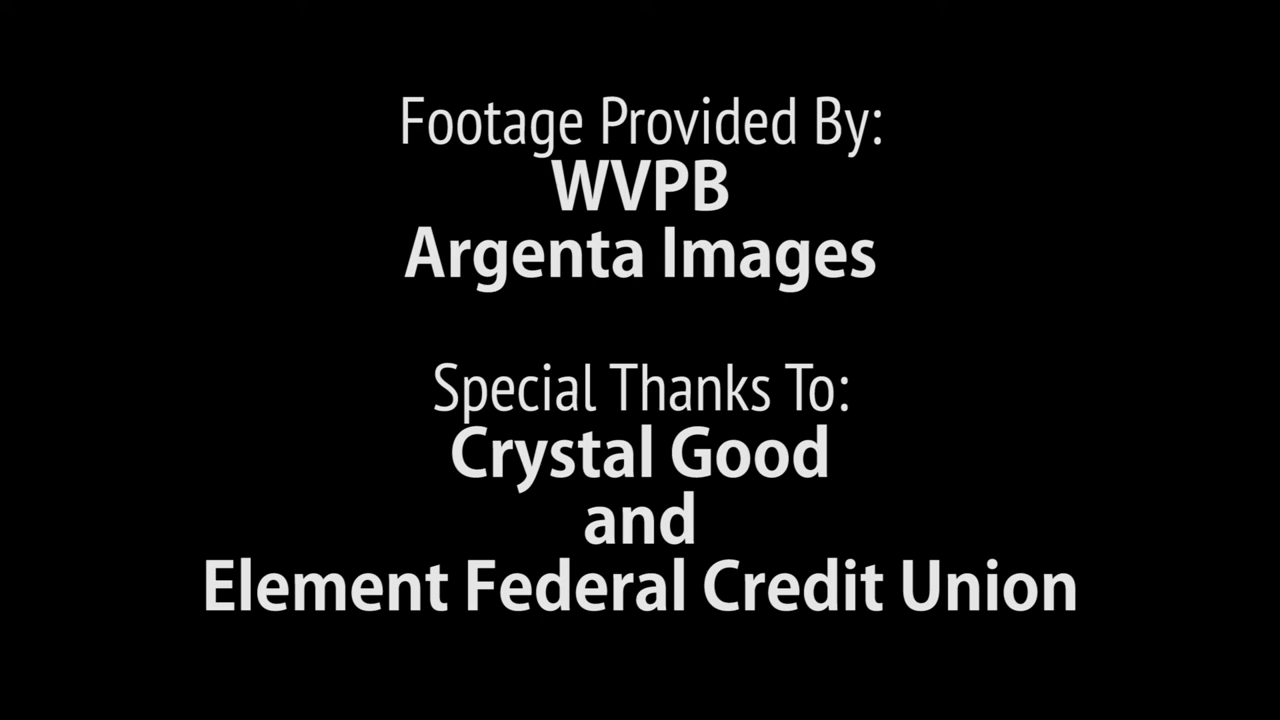 Footage Provided By:
WVPB
Argenta Images
Special Thanks To:
Crystal Good
and
Element Federal Credit Union